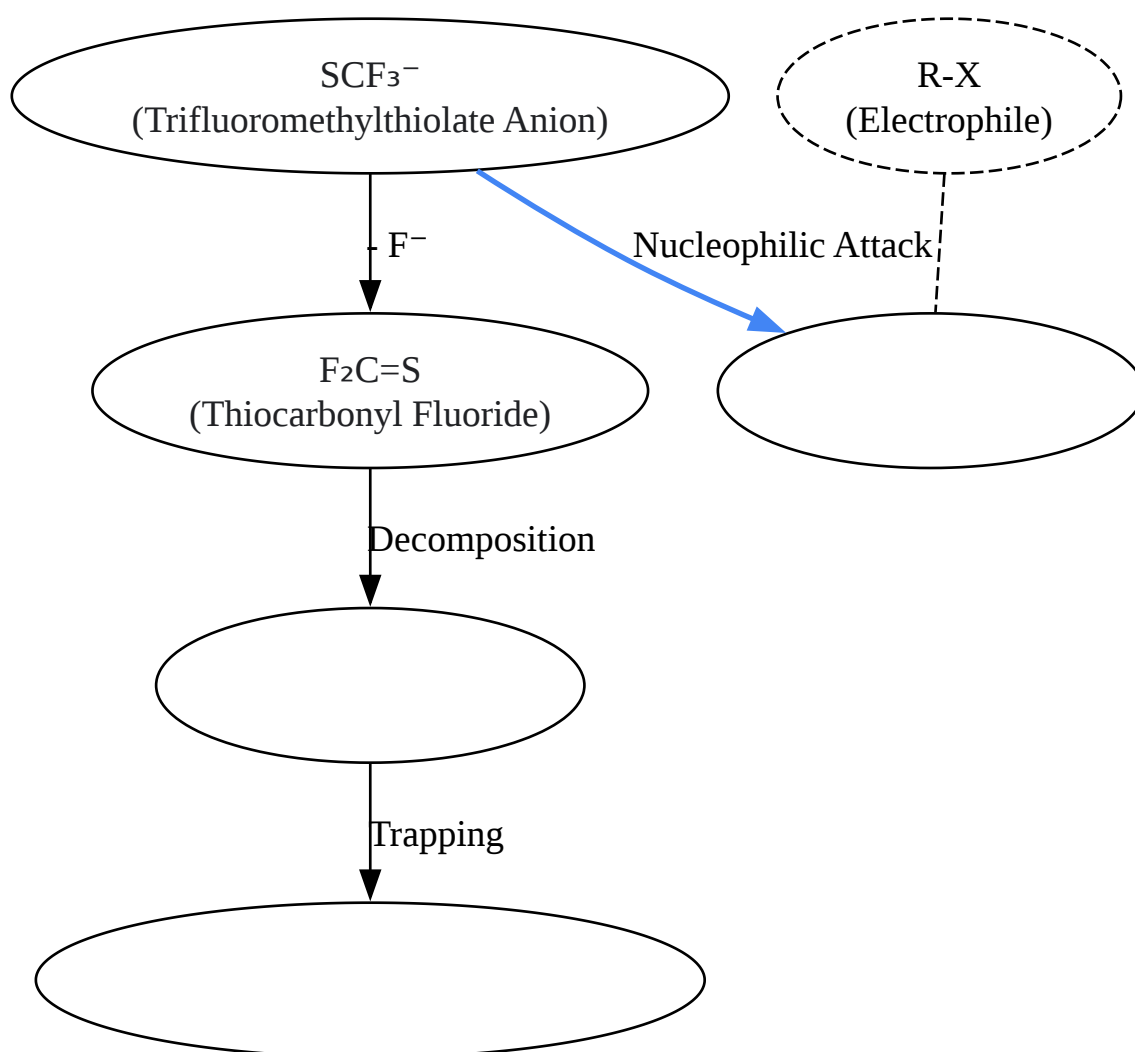 SCF₃⁻
(Trifluoromethylthiolate Anion)
R-X
(Electrophile)
- F⁻
Nucleophilic Attack
F₂C=S
(Thiocarbonyl Fluoride)
Decomposition
Trapping